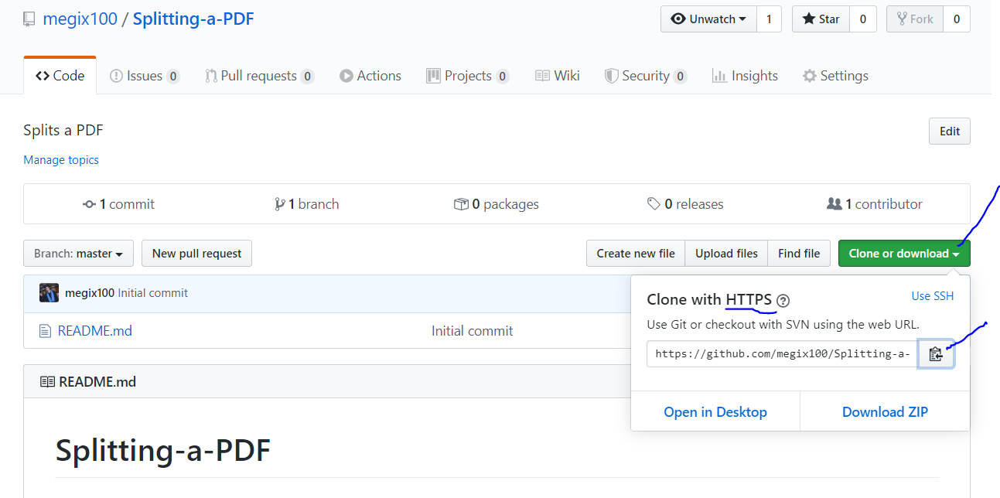 megix100 / Splitting-a-PDF
Unwatch 1 Star 0 Fork 0
Code Issues 0 Pull requests 0 Actions Projects 0 Wiki Security 0 Insights Settings
Splits a PDF
Edit
Manage topics
1 commit 1 branch 0 packages 0 releases 1 contributor
Branch: master New pull request Create new file Upload files Find file Clone or download
megix100 Initial commit
README.md Initial commit
Clone with HTTPS ? Use SSH
Use Git or checkout with SVN using the web URL.
https://github.com/megix100/Splitting-a-
Open in Desktop Download ZIP
README.md
Splitting-a-PDF